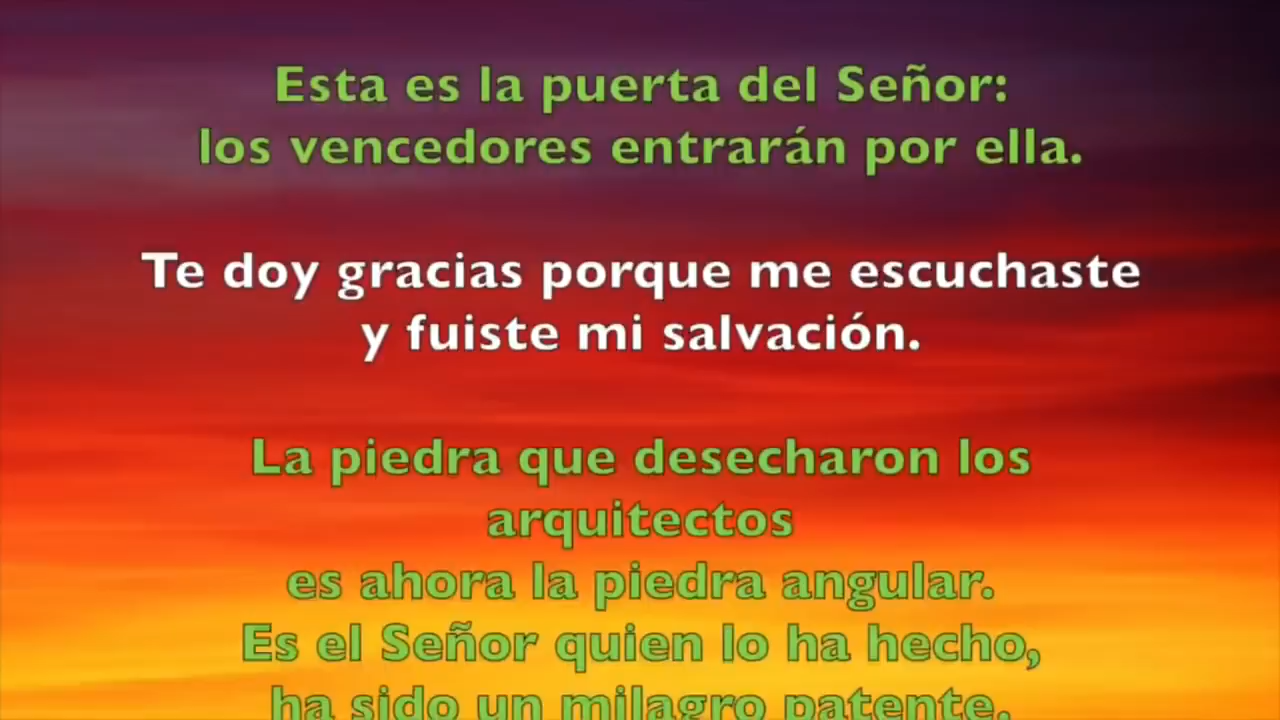 Esta es la puerta del Señor:
los vencedores entrarán por ella.
Te doy gracias porque me escuchaste
y fuiste mi salvación.
La piedra que desecharon los
arquitectos
es ahora la piedra angular.
Es el Señor quien lo ha hecho,
ha sido un milagro patente.